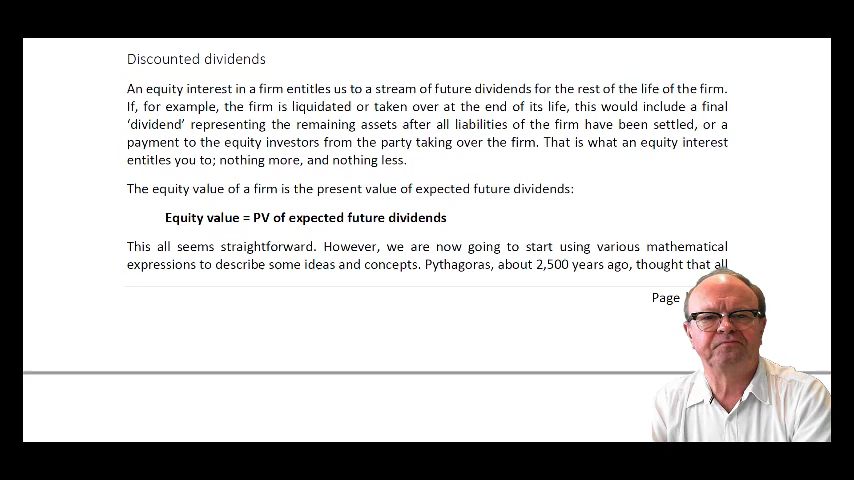 Discounted dividends
An equity interest in a firm entitles us to a stream of future dividends for the rest of the life of the firm.
If, for example, the firm is liquidated or taken over at the end of its life, this would include a final
‘dividend’ representing the remaining assets after all liabilities of the firm have been settled, or a
payment to the equity investors from the party taking over the firm. That is what an equity interest
entitles you to; nothing more, and nothing less.
The equity value of a firm is the present value of expected future dividends:
Equity value = PV of expected future dividends
This all seems straightforward. However, we are now going to start using various mathematical
expressions to describe some ideas and concepts. Pythagoras, about 2,500 years ago, thought that all
Page